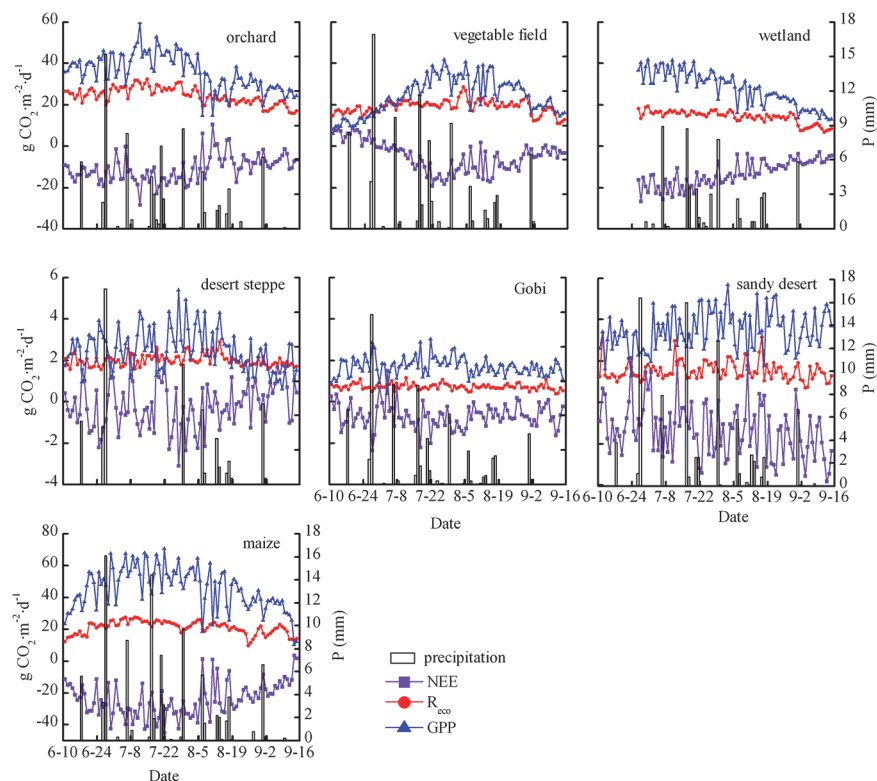 orchard
vegetable field
wetland
g CO2·m-2·d-1
60
40
20
0
-20
-40
P (mm)
18
15
12
9
6
3
0
desert steppe
Gobi
sandy desert
g CO2·m-2·d-1
6
4
2
0
-2
-4
P (mm)
18
16
14
12
10
8
6
4
2
0
6-10 6-24 7-8 7-22 8-5 8-19 9-2 9-16
Date
6-10 6-24 7-8 7-22 8-5 8-19 9-2 9-16
Date
maize
g CO2·m-2·d-1
80
60
40
20
0
-20
-40
P (mm)
18
16
14
12
10
8
6
4
2
0
6-10 6-24 7-8 7-22 8-5 8-19 9-2 9-16
Date
precipitation
NEE
Reco
GPP